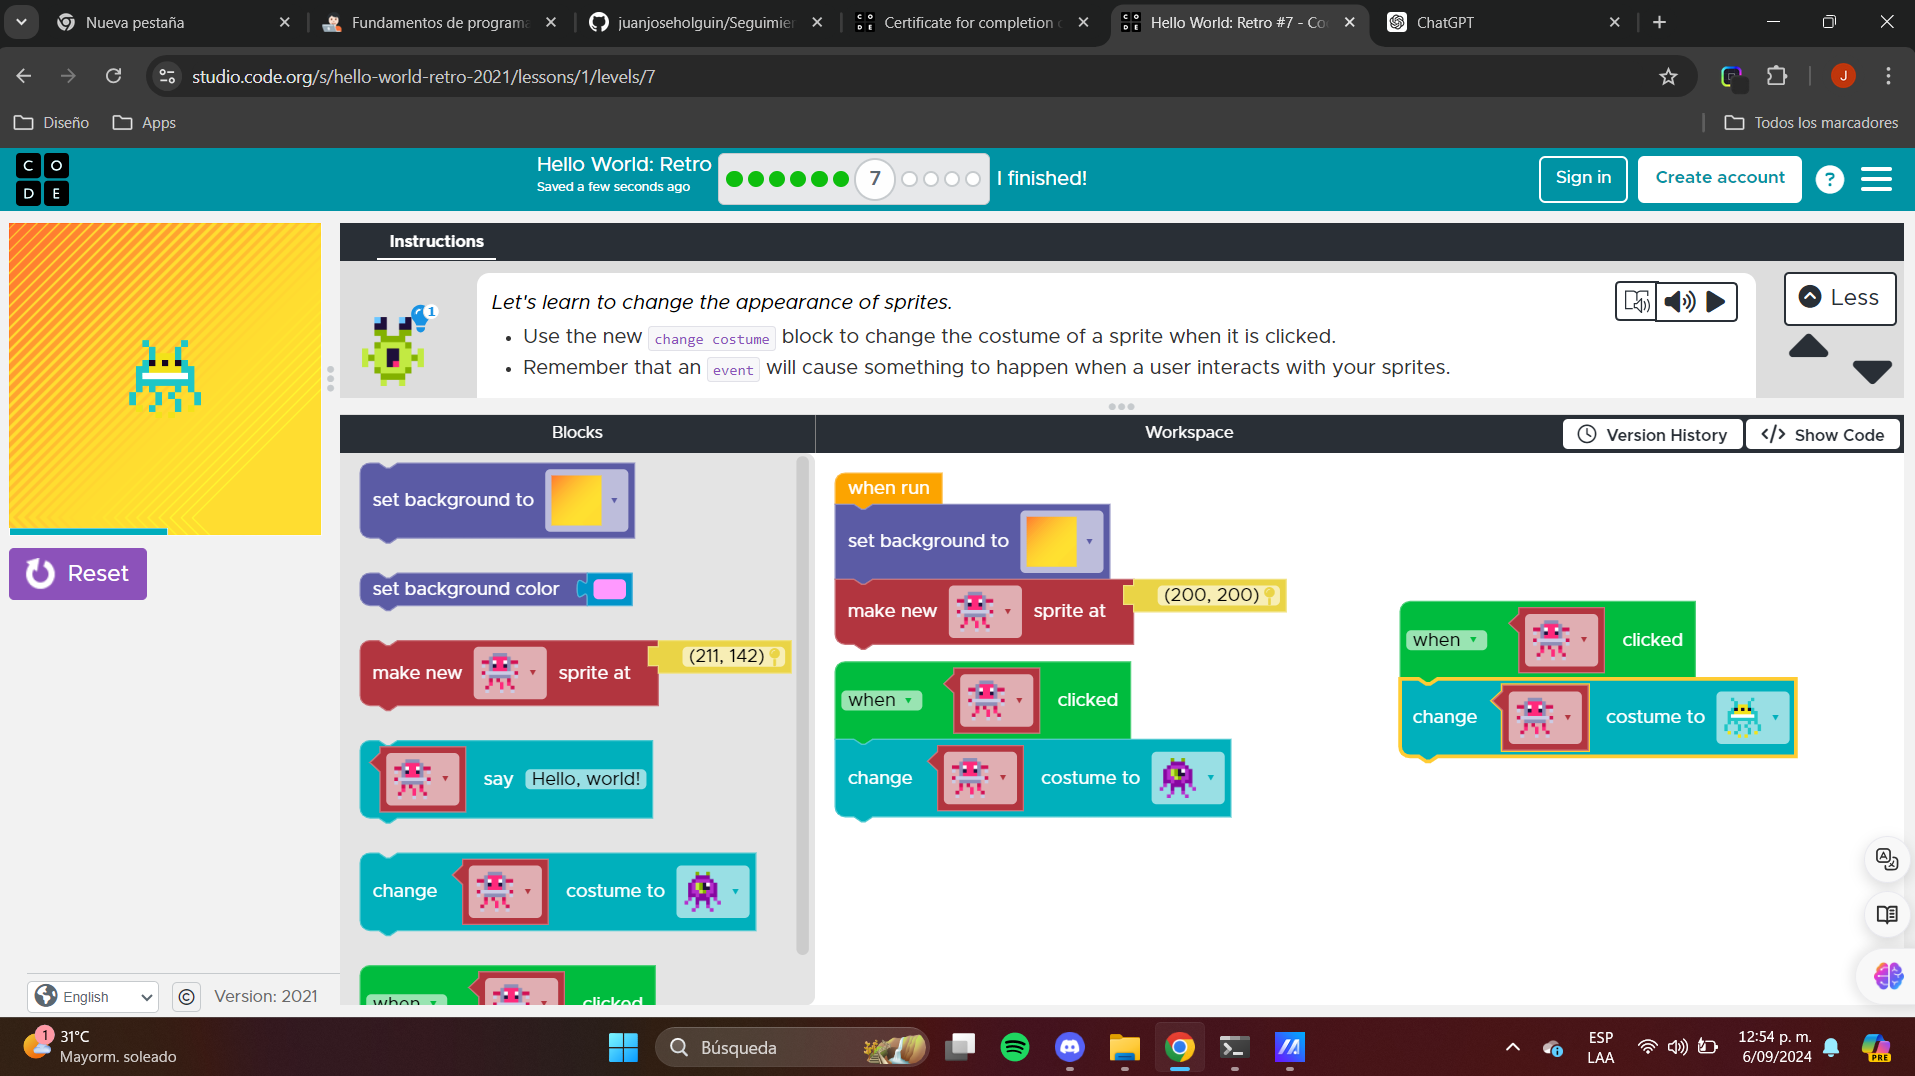 Nueva pestaña
Fundamentos de programa
juanjoseholguin/Seguimier
Certificate for completion
Hello World: Retro #7 - Co
ChatGPT
studio.code.org/s/hello-world-retro-2021/lessons/1/levels/7
J
Diseño
Apps
Todos los marcadores
C O
D E
Hello World: Retro
Saved a few seconds ago
7
I finished!
Sign in
Create account
?
Instructions
1
Let's learn to change the appearance of sprites.
• Use the new change costume block to change the costume of a sprite when it is clicked.
• Remember that an event will cause something to happen when a user interacts with your sprites.
Less
Blocks
Workspace
Version History
</> Show Code
Reset
set background to
set background color
make new sprite at (211, 142)
say Hello, world!
change costume to
when clicked
when run
set background to
make new sprite at (200, 200)
when clicked
change costume to
when clicked
change costume to
English
© Version: 2021
1
31°C
Mayorm. soleado
Búsqueda
ESP
LAA
12:54 p. m.
6/09/2024
PRE